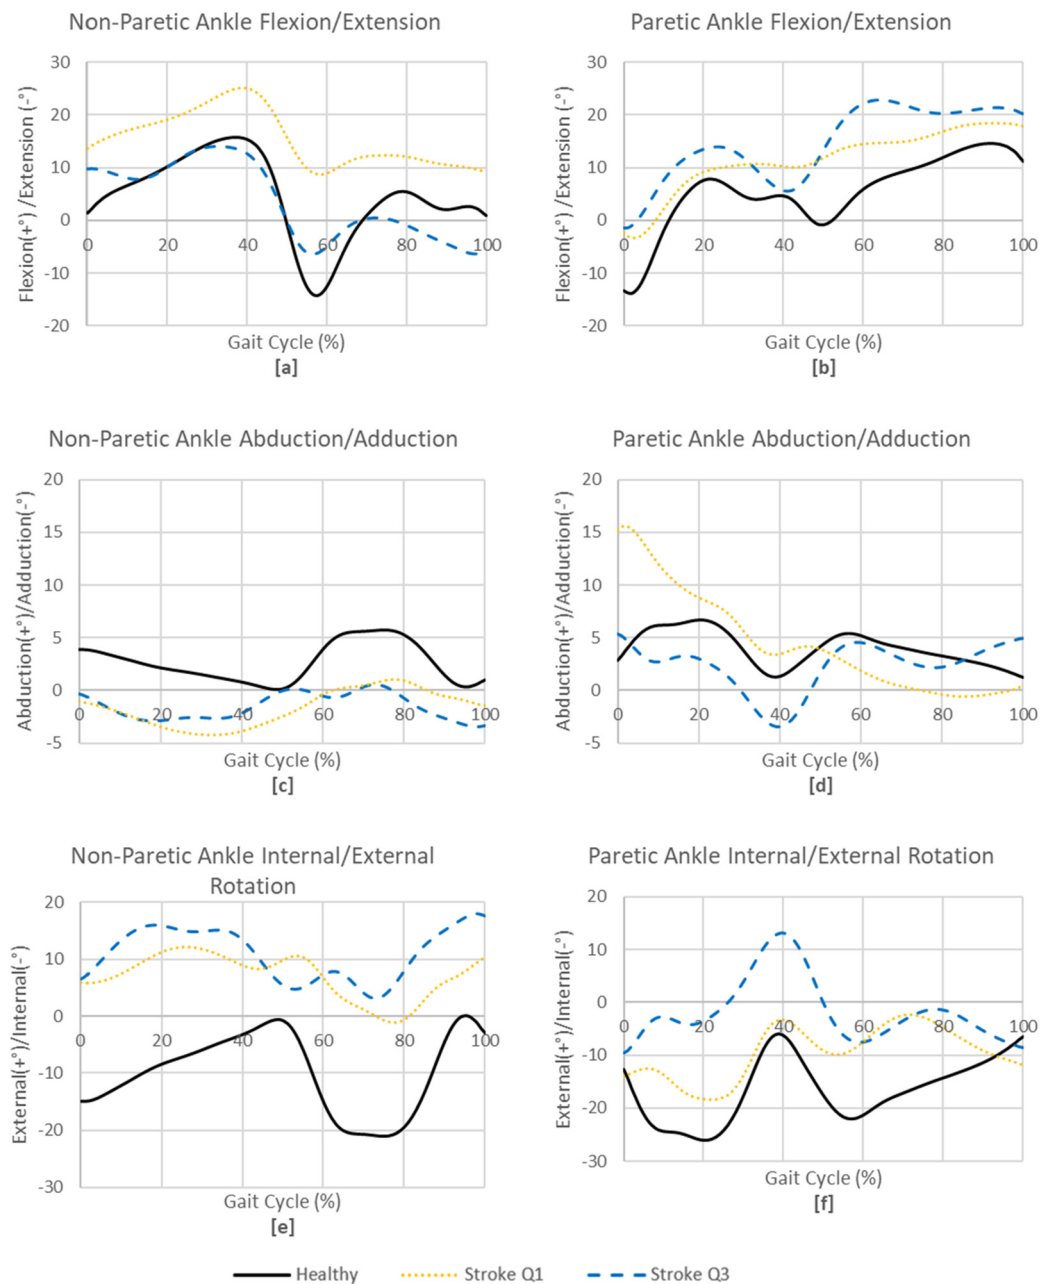 Non-Paretic Ankle Flexion/Extension
Flexion(+°) /Extension (-°)
30
20
10
0
-10
-20
0 20 40 60 80 100
Gait Cycle (%)
[a]
Paretic Ankle Flexion/Extension
Flexion(+°)/Extension (-°)
30
20
10
0
-10
-20
0 20 40 60 80 100
Gait Cycle (%)
[b]
Non-Paretic Ankle Abduction/Adduction
Abduction(+°)/Adduction(-°)
20
15
10
5
0
-5
0 20 40 60 80 100
Gait Cycle (%)
[c]
Paretic Ankle Abduction/Adduction
Abduction(+°)/Adduction(-°)
20
15
10
5
0
-5
0 20 40 60 80 100
Gait Cycle (%)
[d]
Non-Paretic Ankle Internal/External
Rotation
External(+°)/Internal(-°)
20
10
0
-10
-20
-30
0 20 40 60 80 100
Gait Cycle (%)
[e]
Paretic Ankle Internal/External Rotation
External(+°)/Internal(-°)
20
10
0
-10
-20
-30
0 20 40 60 80 100
Gait Cycle (%)
[f]
Healthy Stroke Q1 Stroke Q3